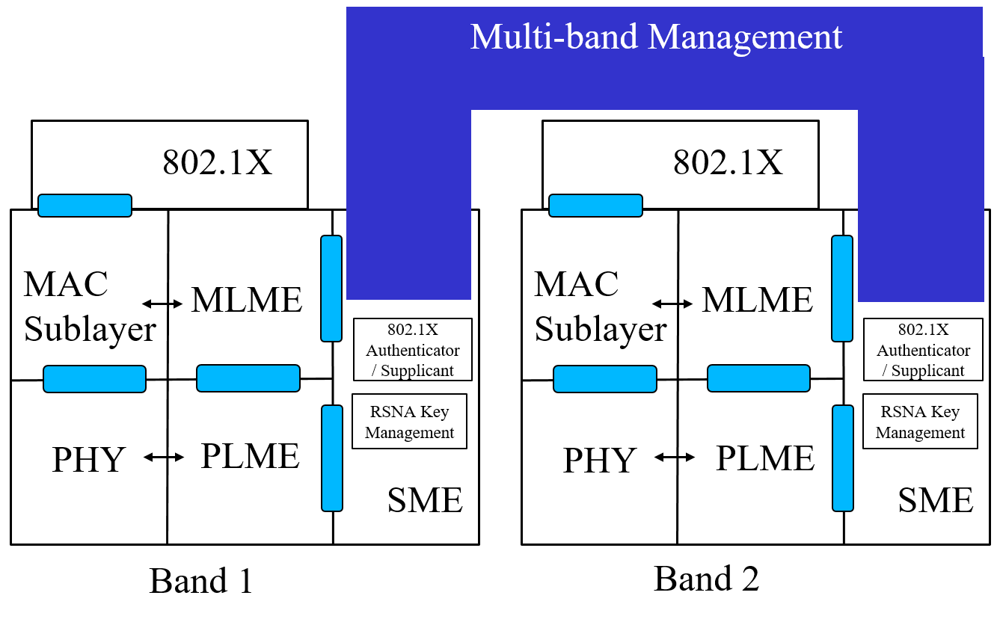 Multi-band Management
802.1X
MAC
Sublayer
MLME
802.1X
Authenticator
/ Supplicant
RSNA Key
Management
PHY
PLME
SME
Band 1
802.1X
MAC
Sublayer
MLME
802.1X
Authenticator
/ Supplicant
RSNA Key
Management
PHY
PLME
SME
Band 2